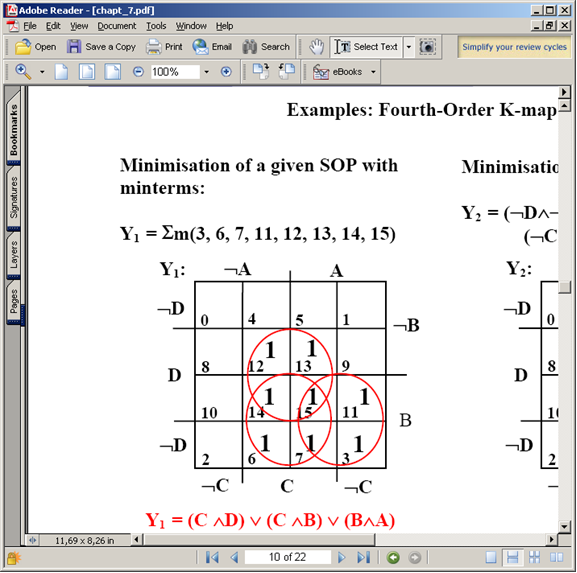 Adobe Reader - [chapt_7.pdf]
File Edit View Document Tools Window Help
Open Save a Copy Print Email Search Select Text Simplify your review cycles
100% eBooks
Bookmarks
Signatures
Layers
Pages
Examples: Fourth-Order K-map
Minimisation of a given SOP with
minterms:
Y₁ = Σm(3, 6, 7, 11, 12, 13, 14, 15)
Y₁: ¬A A
¬D 0 4 5 1 ¬B
1 1
D 8 12 13 9
1 1 1
10 14 15 11 B
1 1 1
¬D 2 6 7 3
¬C C ¬C
Y₁ = (C ∧D) ∨ (C ∧B) ∨ (B∧A)
Minimisatio
Y₂ = (¬D∧¬
(¬C
Y₂:
¬D 0
D 8
10
¬D 2
11,69 x 8,26 in
10 of 22